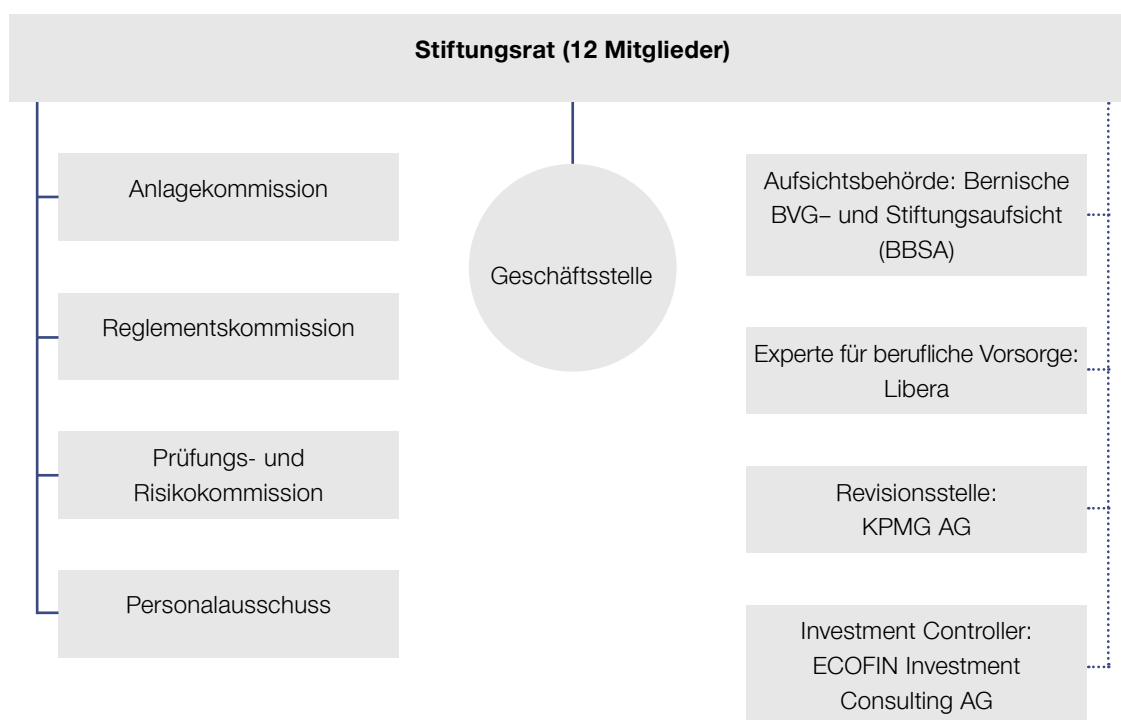 Stiftungsrat (12 Mitglieder)
Anlagekommission
Reglementskommission
Prüfungs- und
Risikokommission
Personalausschuss
Geschäftsstelle
Aufsichtsbehörde: Bernische
BVG– und Stiftungsaufsicht
(BBSA)
Experte für berufliche Vorsorge:
Libera
Revisionsstelle:
KPMG AG
Investment Controller:
ECOFIN Investment
Consulting AG